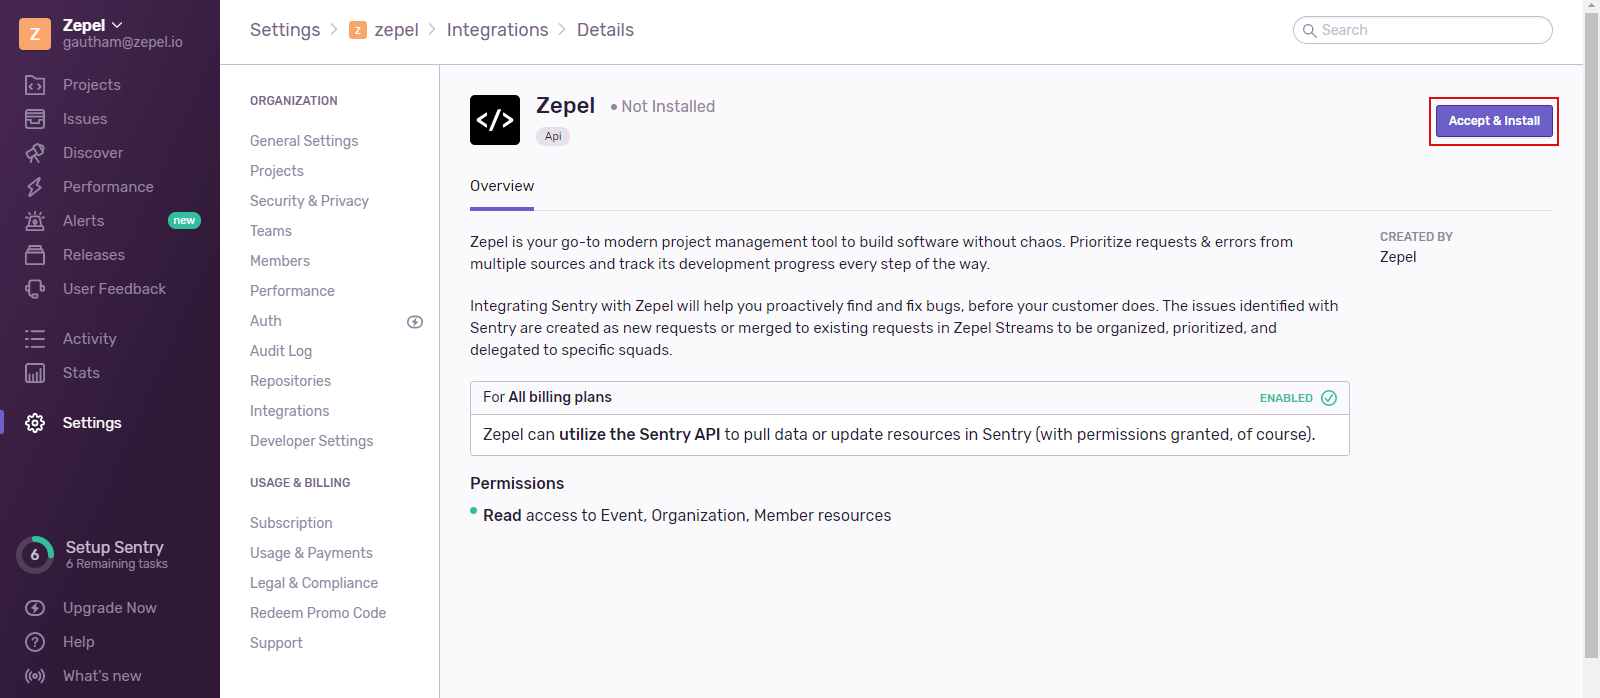 Z
Zepel
gautham@zepel.io
Projects
Issues
Discover
Performance
Alerts
new
Releases
User Feedback
Activity
Stats
Settings
6
Setup Sentry
6 Remaining tasks
Upgrade Now
Help
What's new
Settings > Z zepel > Integrations > Details
Search
ORGANIZATION
General Settings
Projects
Security & Privacy
Teams
Members
Performance
Auth
Audit Log
Repositories
Integrations
Developer Settings
USAGE & BILLING
Subscription
Usage & Payments
Legal & Compliance
Redeem Promo Code
Support
</>
Zepel
• Not Installed
Api
Accept & Install
Overview
Zepel is your go-to modern project management tool to build software without chaos. Prioritize requests & errors from
multiple sources and track its development progress every step of the way.
Integrating Sentry with Zepel will help you proactively find and fix bugs, before your customer does. The issues identified with
Sentry are created as new requests or merged to existing requests in Zepel Streams to be organized, prioritized, and
delegated to specific squads.
CREATED BY
Zepel
For All billing plans
ENABLED
Zepel can utilize the Sentry API to pull data or update resources in Sentry (with permissions granted, of course).
Permissions
• Read access to Event, Organization, Member resources